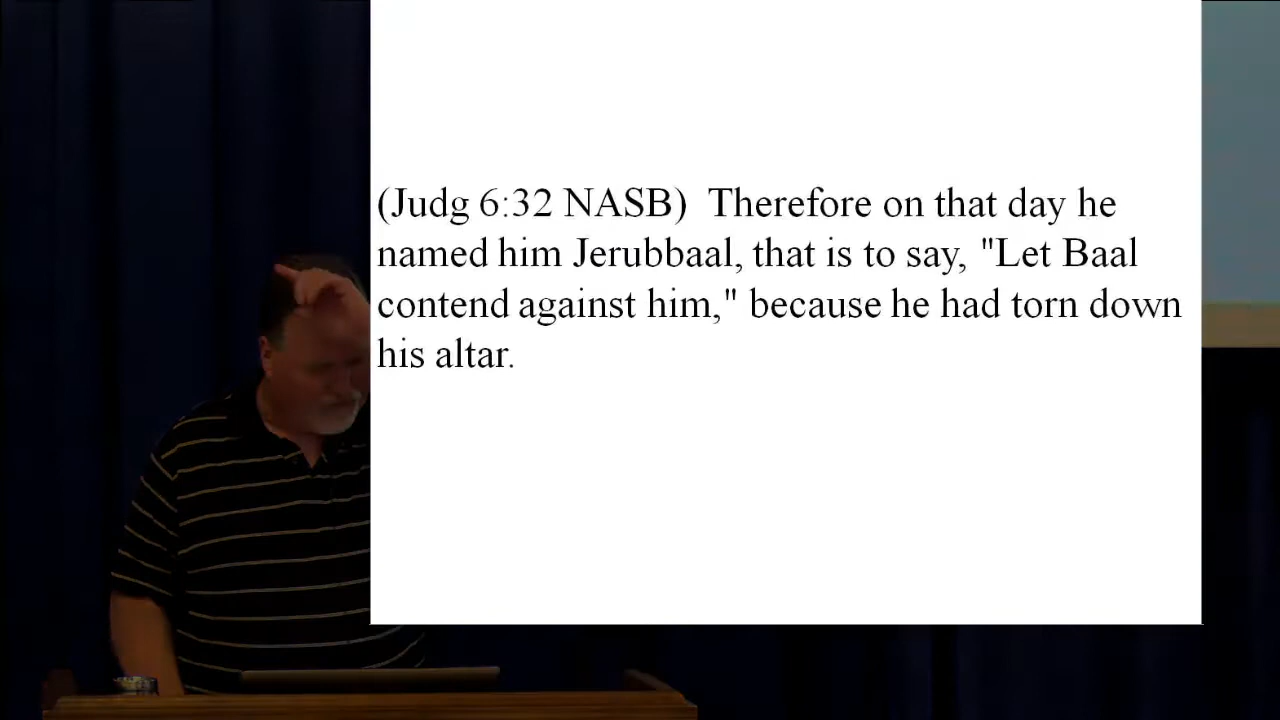 (Judg 6:32 NASB)  Therefore on that day he
named him Jerubbaal, that is to say, "Let Baal
contend against him," because he had torn down
his altar.